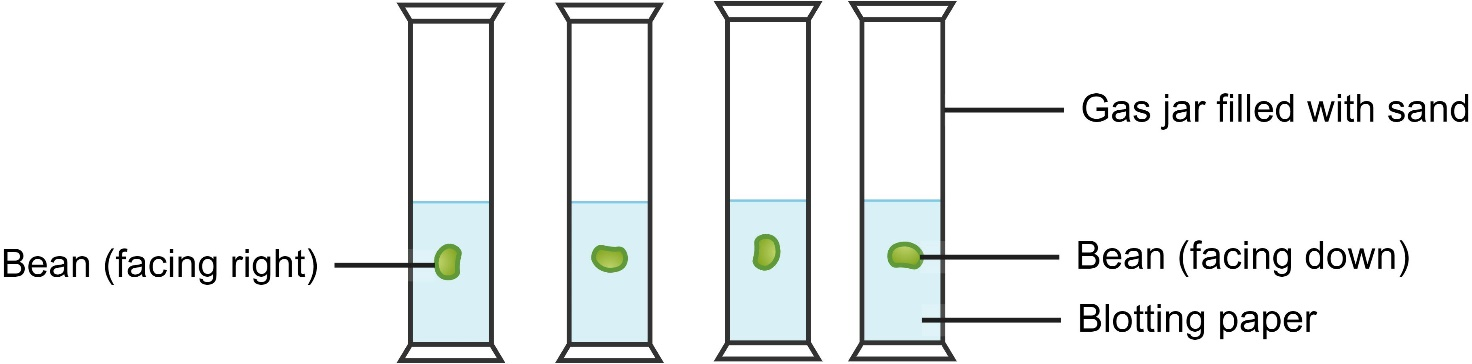 Gas jar filled with sand
Bean (facing right)
Bean (facing down)
Blotting paper